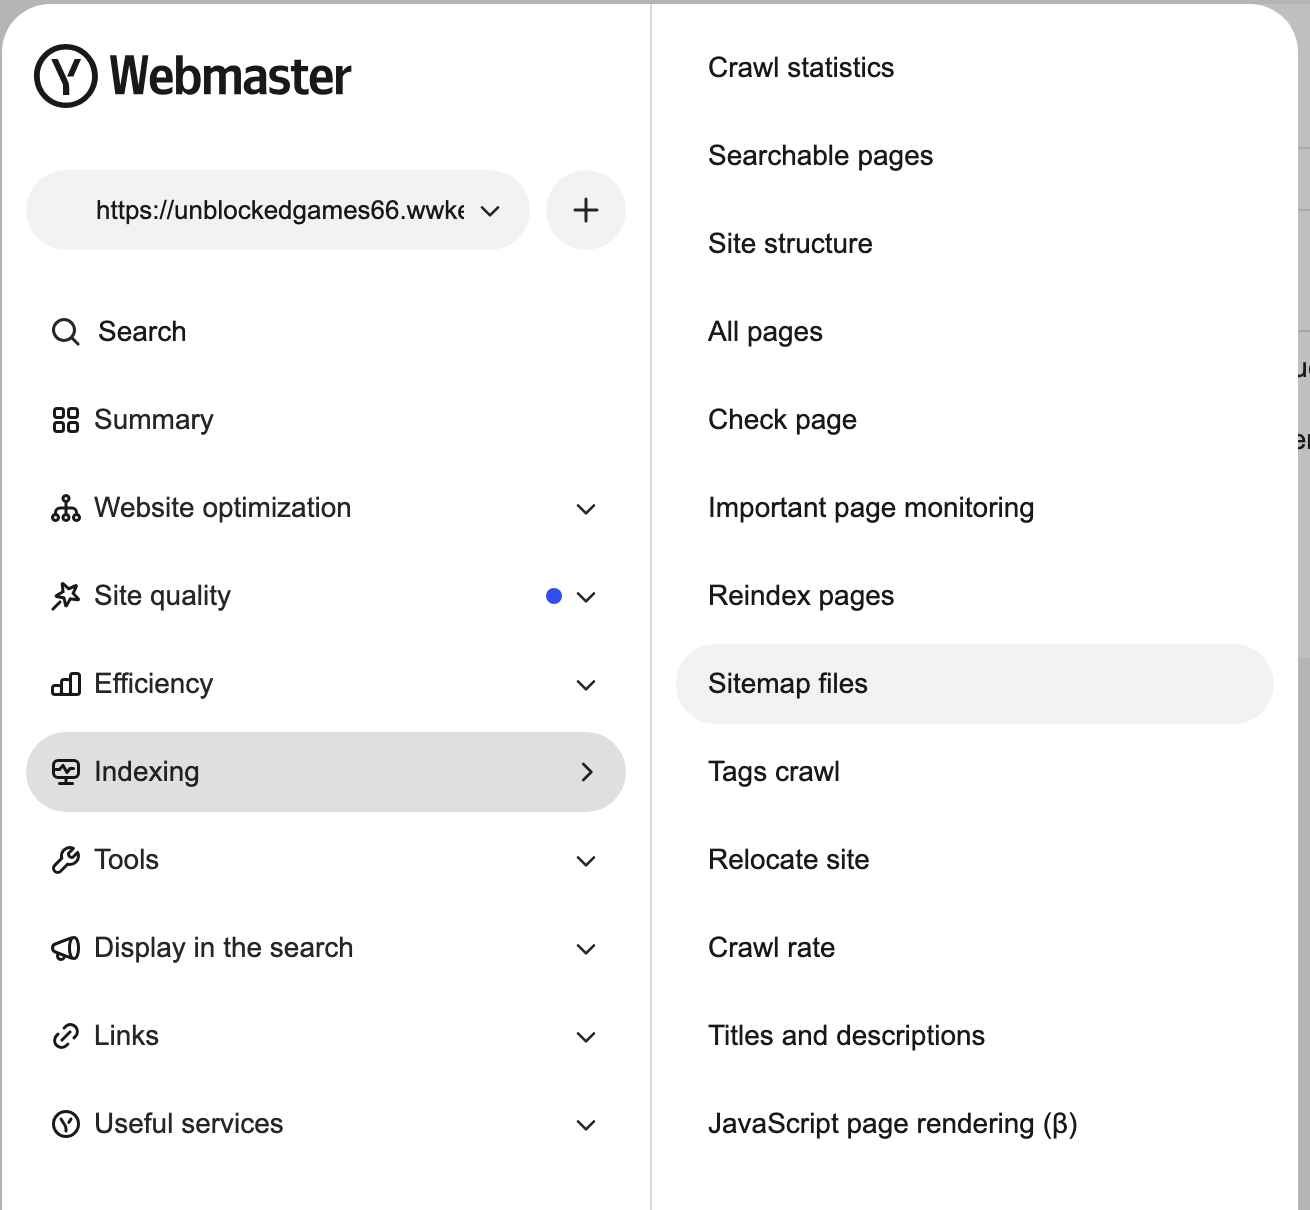 Webmaster
https://unblockedgames66.wwke
Search
Summary
Website optimization
Site quality
Efficiency
Indexing
Tools
Display in the search
Links
Useful services
Crawl statistics
Searchable pages
Site structure
All pages
Check page
Important page monitoring
Reindex pages
Sitemap files
Tags crawl
Relocate site
Crawl rate
Titles and descriptions
JavaScript page rendering (β)